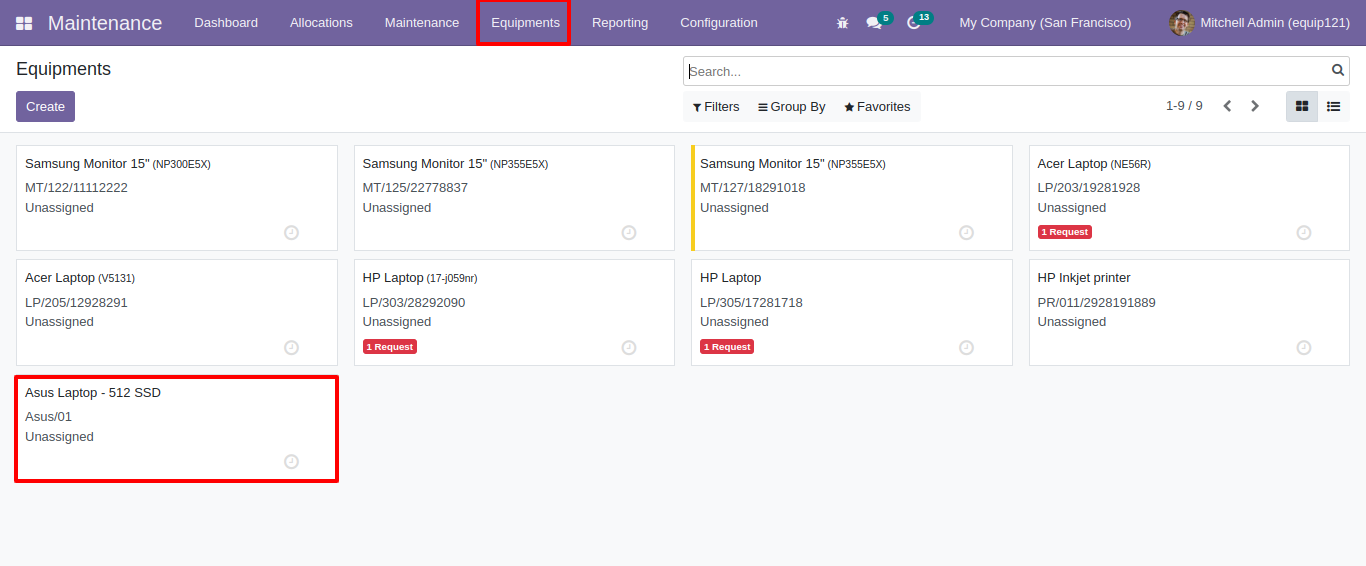 Maintenance Dashboard Allocations Maintenance Equipments Reporting Configuration 5 13 My Company (San Francisco) Mitchell Admin (equip121)
Equipments
Search...
Create
Filters Group By Favorites 1-9 / 9
Samsung Monitor 15" (NP300E5X)
MT/122/11112222
Unassigned
Samsung Monitor 15" (NP355E5X)
MT/125/22778837
Unassigned
Samsung Monitor 15" (NP355E5X)
MT/127/18291018
Unassigned
Acer Laptop (NE56R)
LP/203/19281928
Unassigned
1 Request
Acer Laptop (V5131)
LP/205/12928291
Unassigned
HP Laptop (17-j059nr)
LP/303/28292090
Unassigned
1 Request
HP Laptop
LP/305/17281718
Unassigned
1 Request
HP Inkjet printer
PR/011/2928191889
Unassigned
Asus Laptop - 512 SSD
Asus/01
Unassigned